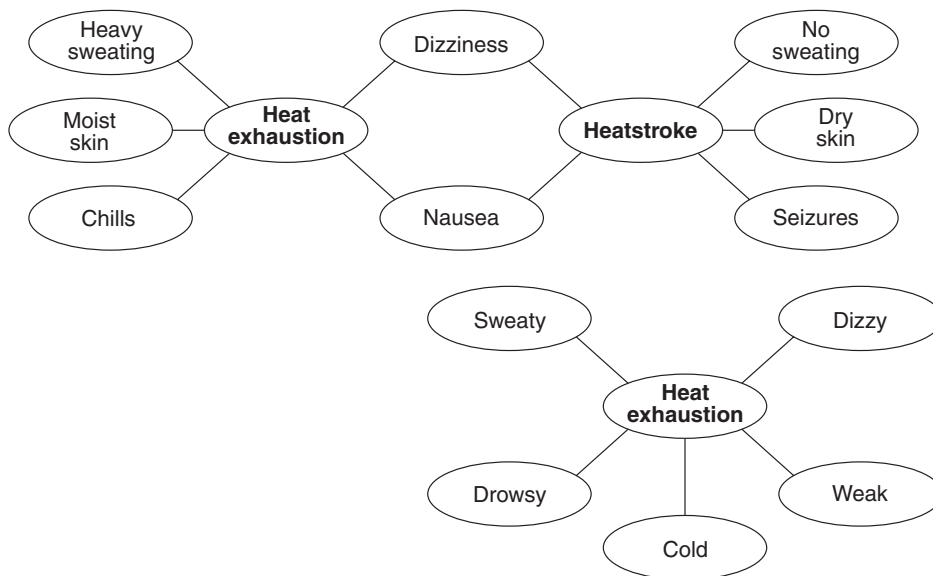 Heavy
sweating
Dizziness
No
sweating
Moist
skin
Heat
exhaustion
Heatstroke
Dry
skin
Chills
Nausea
Seizures
Sweaty
Dizzy
Heat
exhaustion
Drowsy
Weak
Cold